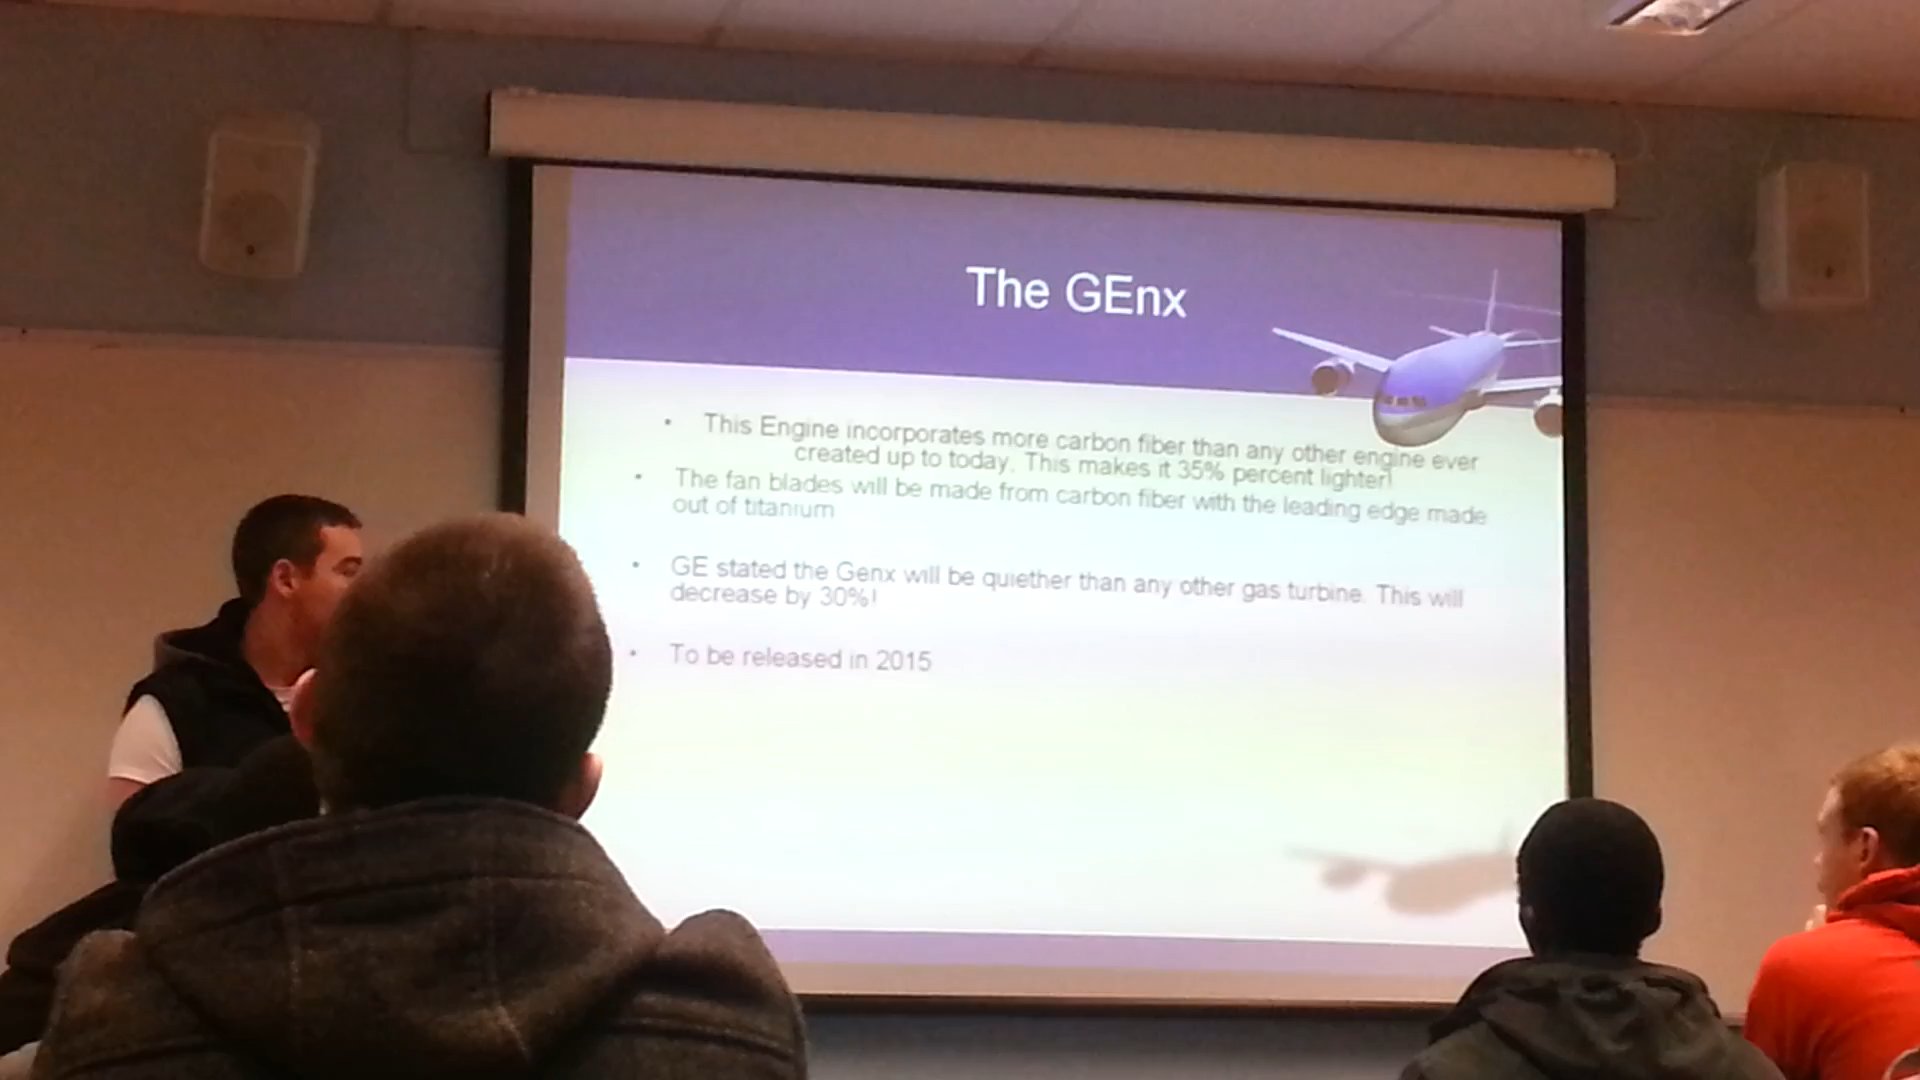 The GEnx
• This Engine incorporates more carbon fiber than any other engine ever
created up to today. This makes it 35% percent lighter!
• The fan blades will be made from carbon fiber with the leading edge made
out of titanium
• GE stated the Genx will be quiether than any other gas turbine. This will
decrease by 30%!
• To be released in 2015